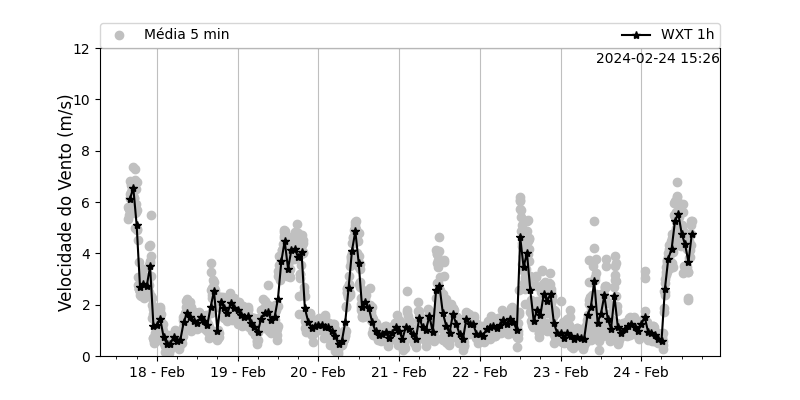 Média 5 min
WXT 1h
2024-02-24 15:26
Velocidade do Vento (m/s)
12
10
8
6
4
2
0
18 - Feb
19 - Feb
20 - Feb
21 - Feb
22 - Feb
23 - Feb
24 - Feb